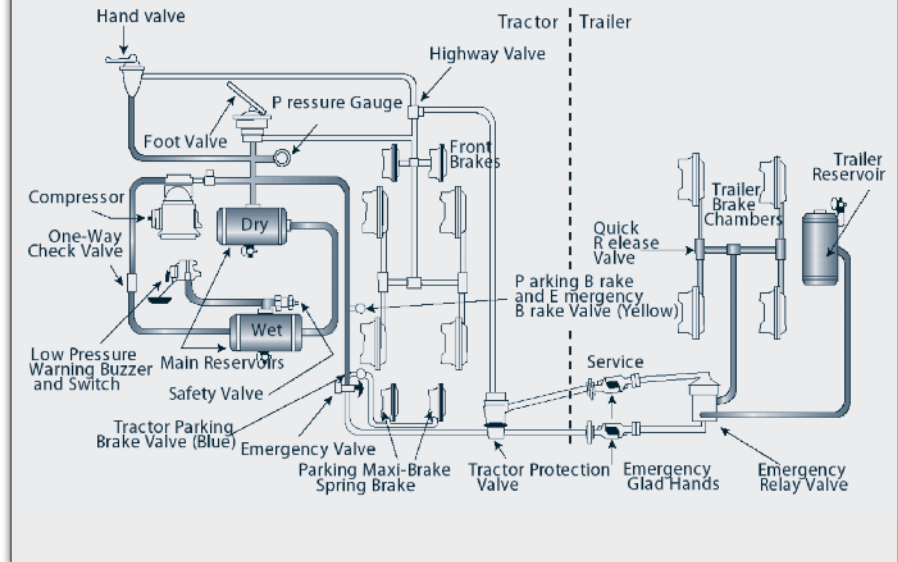 Hand valve
Tractor
Trailer
Highway Valve
P ressure Gauge
Foot Valve
Front
Brakes
Trailer
Reservoir
Trailer
Brake
Chambers
Compressor
Dry
One-Way
Check Valve
Quick
R elease
Valve
P arking B rake
and E mergency
B rake Valve (Yellow)
Wet
Low Pressure
Warning Buzzer
and Switch
Main Reservoirs
Safety Valve
Service
Tractor Parking
Brake Valve (Blue)
Emergency Valve
Parking Maxi-Brake
Spring Brake
Tractor Protection
Valve
Emergency
Glad Hands
Emergency
Relay Valve